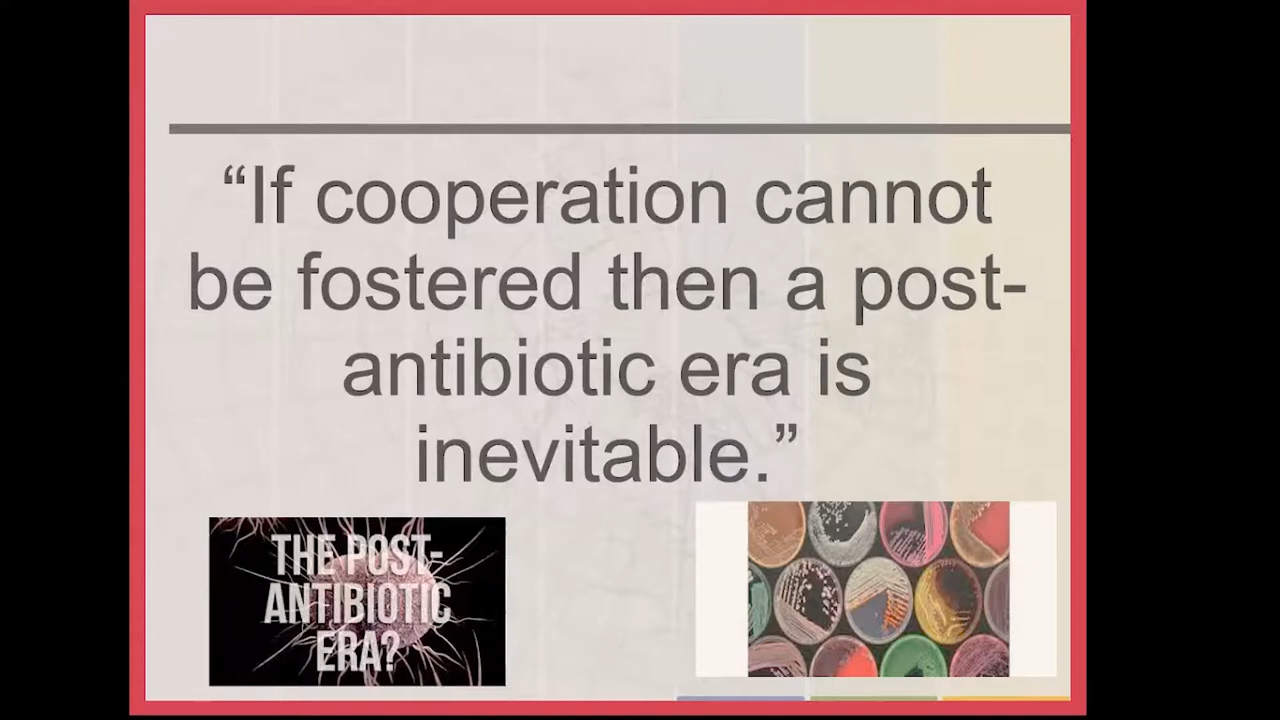 “If cooperation cannot
be fostered then a post-
antibiotic era is
inevitable.”
THE POST-
ANTIBIOTIC
ERA?